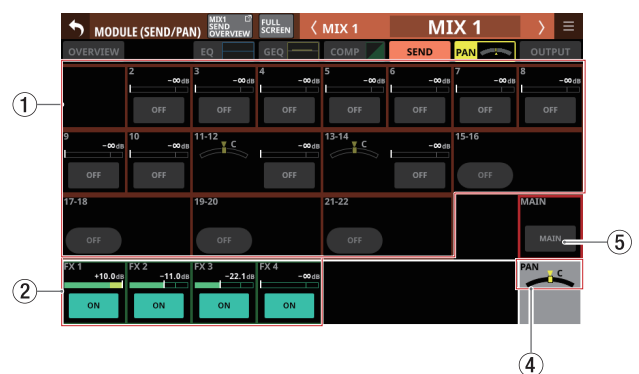 MODULE (SEND/PAN) MIX1 SEND OVERVIEW FULL SCREEN MIX 1 MIX 1
OVERVIEW EQ GEQ COMP SEND PAN OUTPUT
2 3 4 5 6 7 8
-∞dB -∞dB -∞dB -∞dB -∞dB -∞dB -∞dB
OFF OFF OFF OFF OFF OFF OFF
1
9 10 11-12 13-14 15-16
-∞dB -∞dB C -∞dB C -∞dB
OFF OFF OFF OFF OFF
17-18 19-20 21-22 MAIN
OFF OFF OFF MAIN
5
FX 1 FX 2 FX 3 FX 4 PAN
+10.0dB -11.0dB -22.1dB -∞dB C
2
ON ON ON ON
4